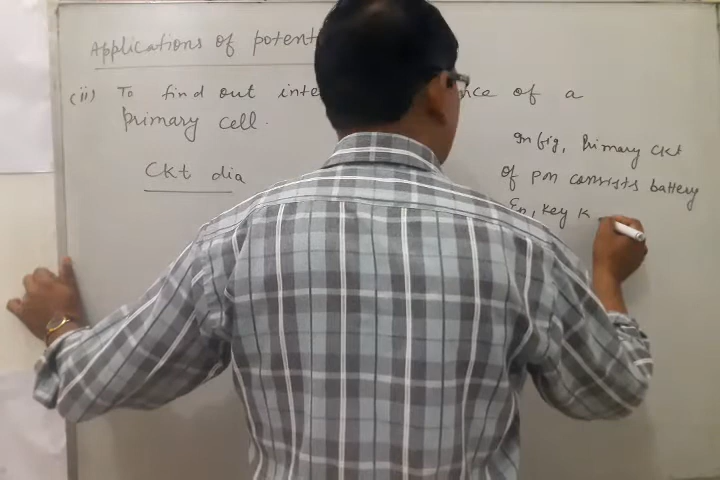 Applications of potent
(ii) To find out inte nce of a
Primary cell.
CKt dia
In fig, Primary CKt
of pm consists battery
En, Key K